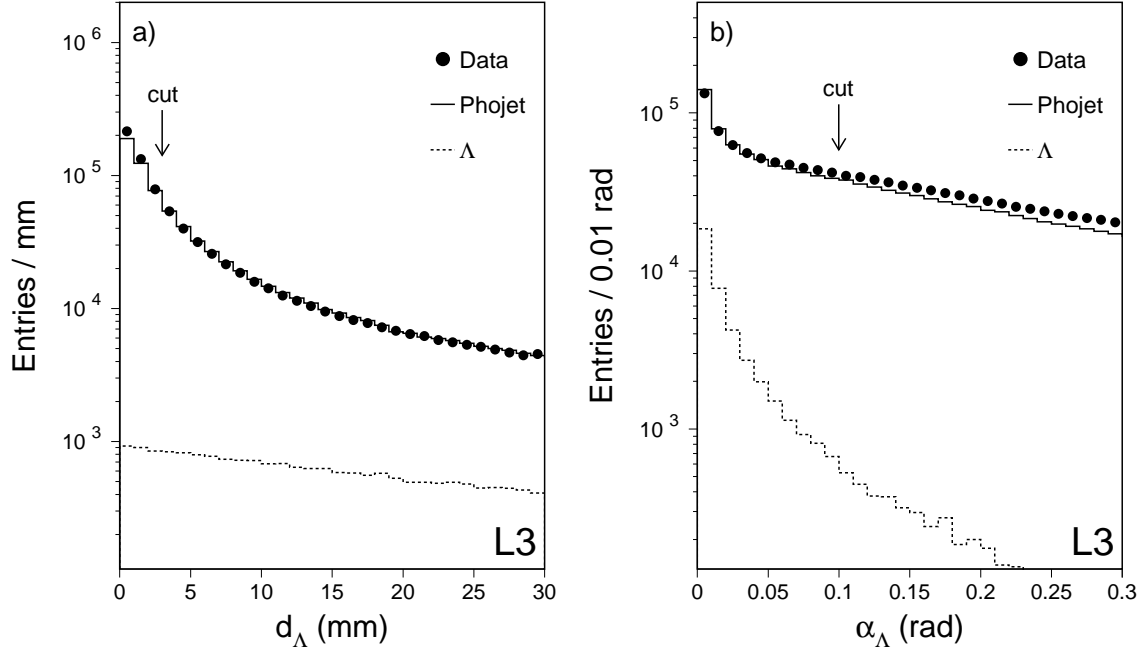 a)
Data
Phojet
Λ
cut
10^6
10^5
10^4
10^3
Entries / mm
L3
0 5 10 15 20 25 30
d_Λ (mm)
b)
Data
Phojet
Λ
cut
10^5
10^4
10^3
Entries / 0.01 rad
L3
0 0.05 0.1 0.15 0.2 0.25 0.3
α_Λ (rad)